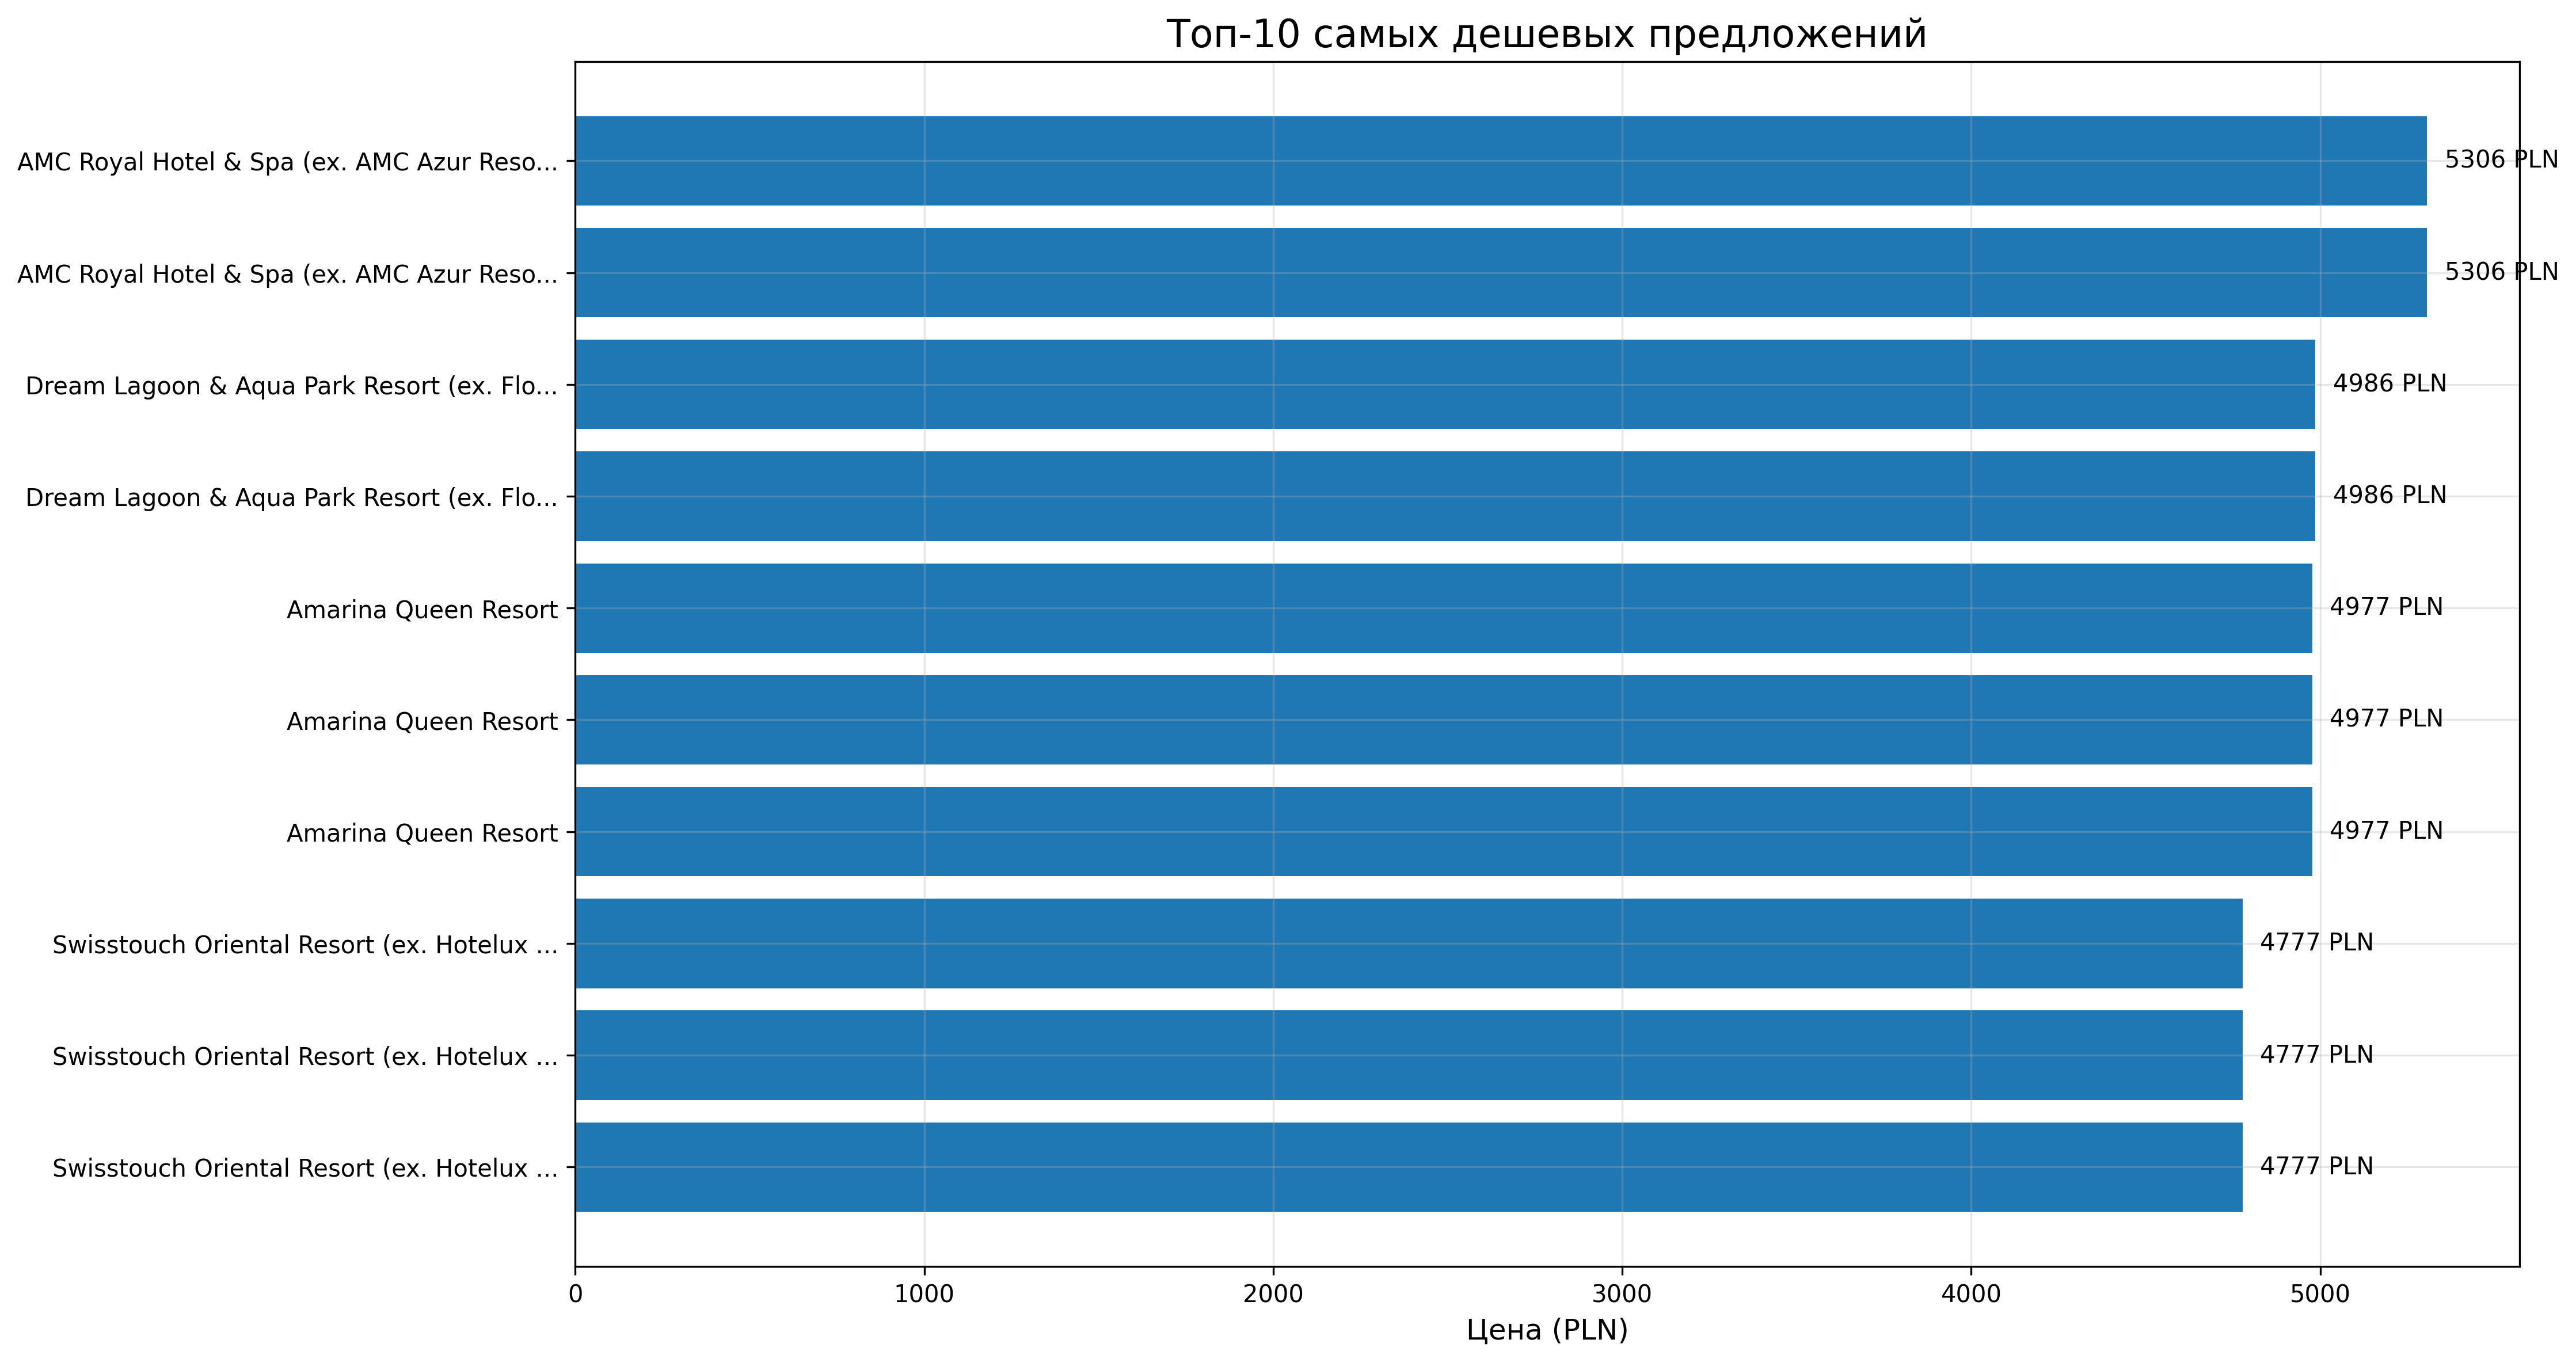 Топ-10 самых дешевых предложений
AMC Royal Hotel & Spa (ex. AMC Azur Reso... 5306 PLN
AMC Royal Hotel & Spa (ex. AMC Azur Reso... 5306 PLN
Dream Lagoon & Aqua Park Resort (ex. Flo... 4986 PLN
Dream Lagoon & Aqua Park Resort (ex. Flo... 4986 PLN
Amarina Queen Resort 4977 PLN
Amarina Queen Resort 4977 PLN
Amarina Queen Resort 4977 PLN
Swisstouch Oriental Resort (ex. Hotelux ... 4777 PLN
Swisstouch Oriental Resort (ex. Hotelux ... 4777 PLN
Swisstouch Oriental Resort (ex. Hotelux ... 4777 PLN
0 1000 2000 3000 4000 5000
Цена (PLN)